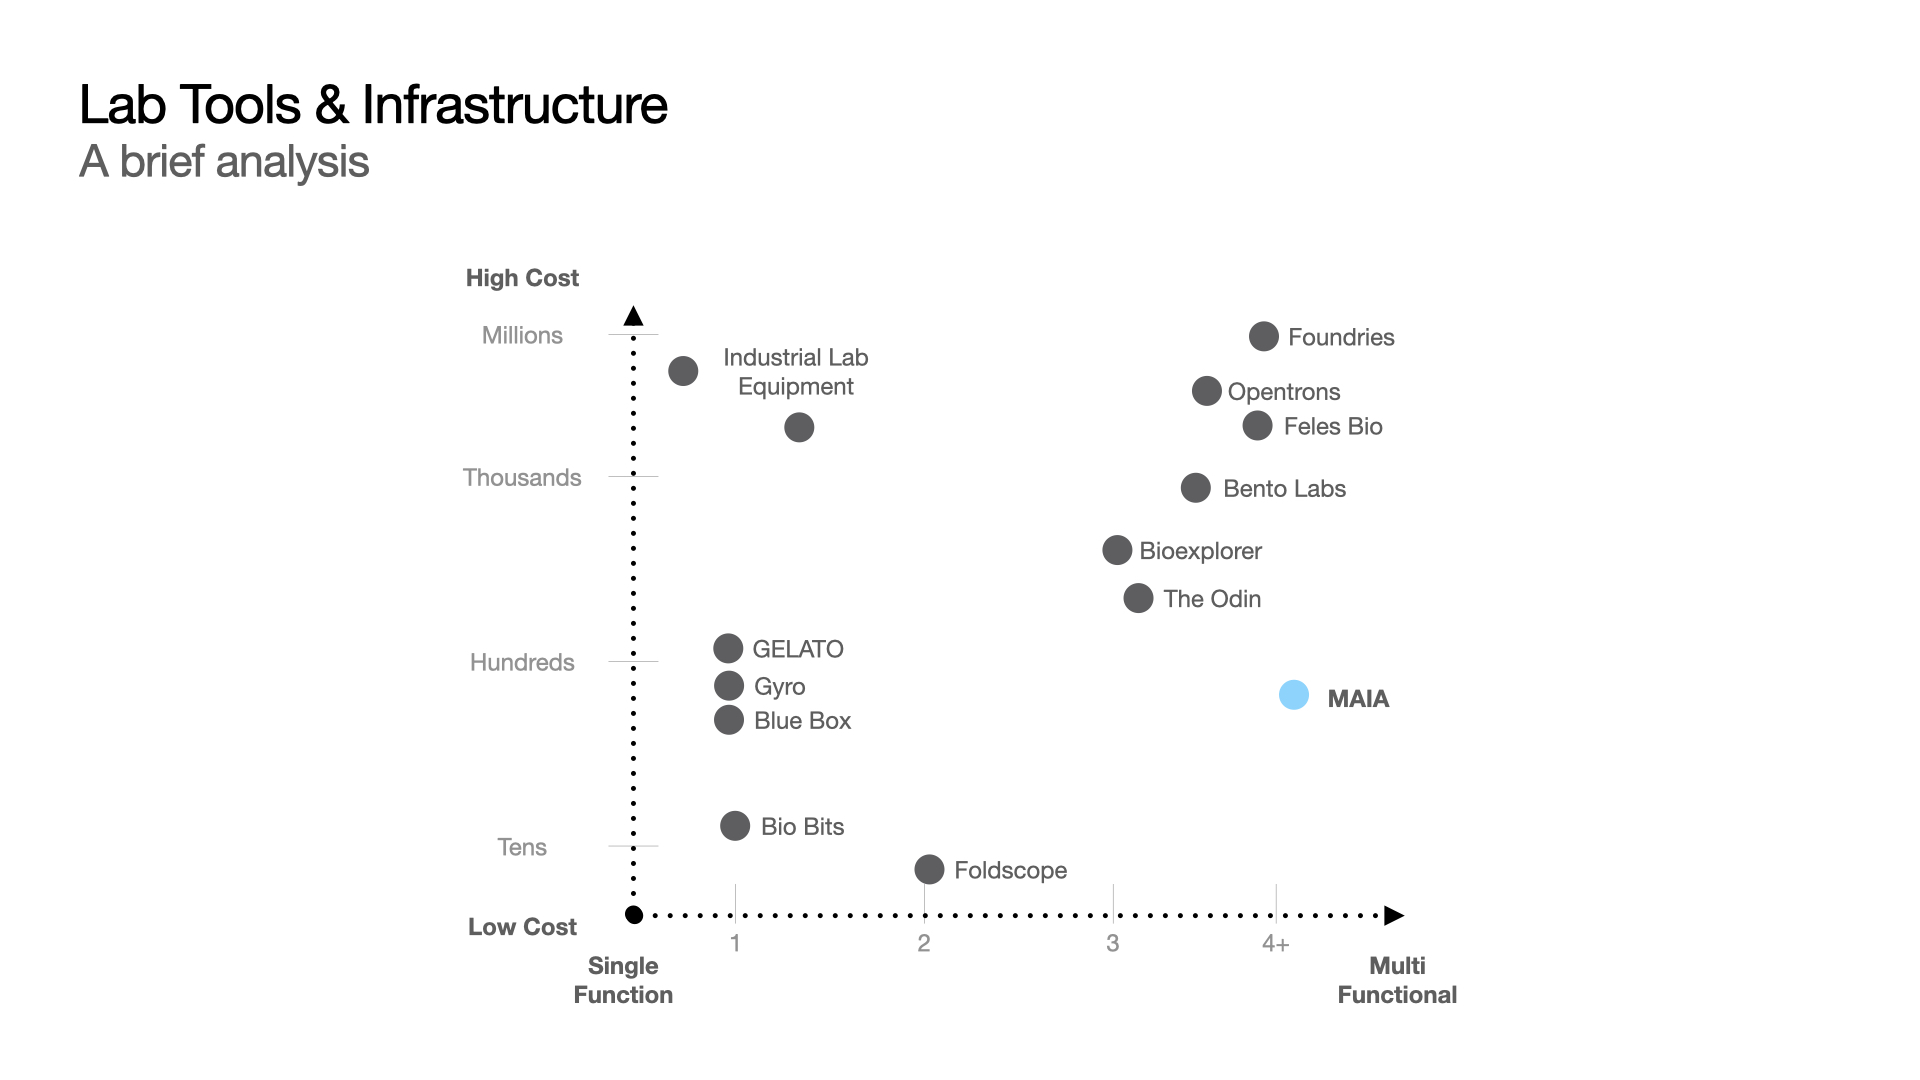 Lab Tools & Infrastructure
A brief analysis
High Cost
Millions
Foundries
Industrial Lab
Equipment
Opentrons
Feles Bio
Thousands
Bento Labs
Bioexplorer
The Odin
GELATO
Hundreds
Gyro
MAIA
Blue Box
Bio Bits
Tens
Foldscope
Low Cost
1
2
3
4+
Single
Function
Multi
Functional